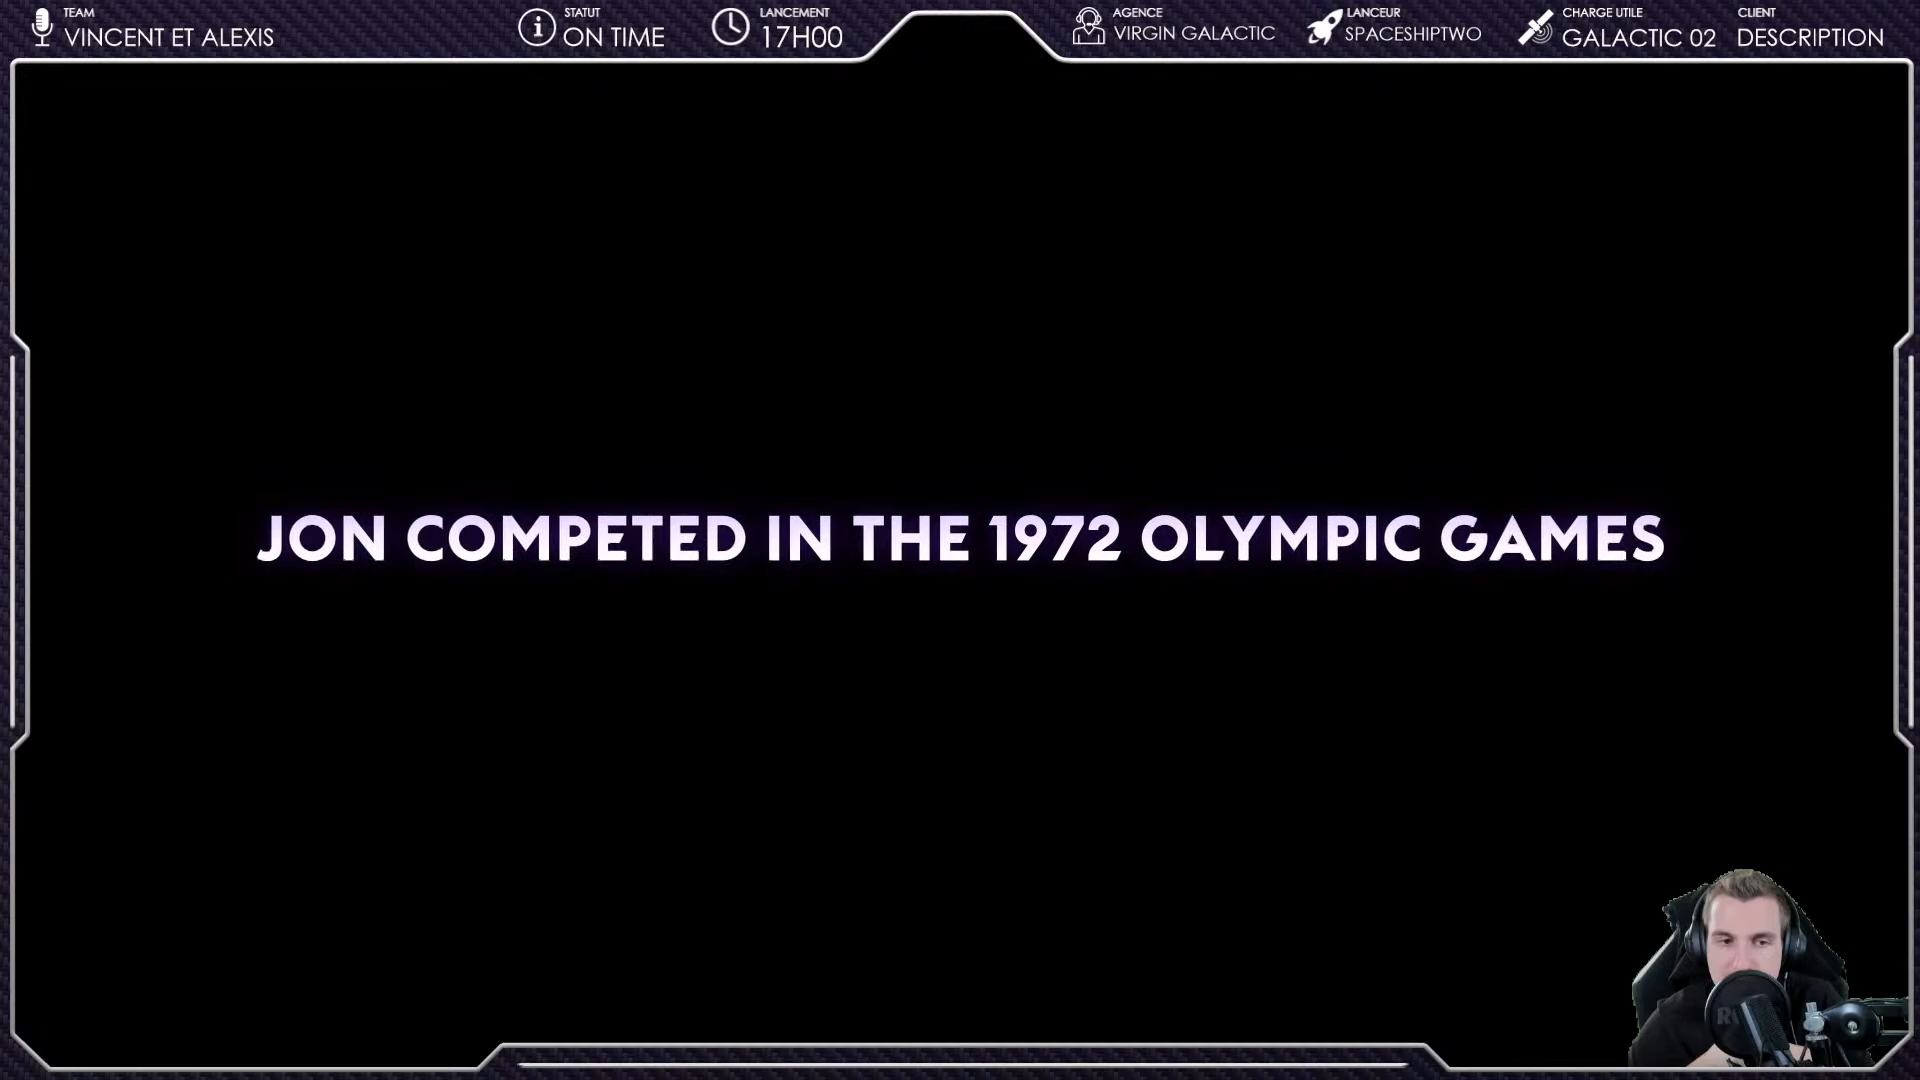 TEAM
VINCENT ET ALEXIS
STATUT
ON TIME
LANCEMENT
17H00
AGENCE
VIRGIN GALACTIC
LANCEUR
SPACESHIPTWO
CHARGE UTILE
GALACTIC 02
CLIENT
DESCRIPTION
JON COMPETED IN THE 1972 OLYMPIC GAMES